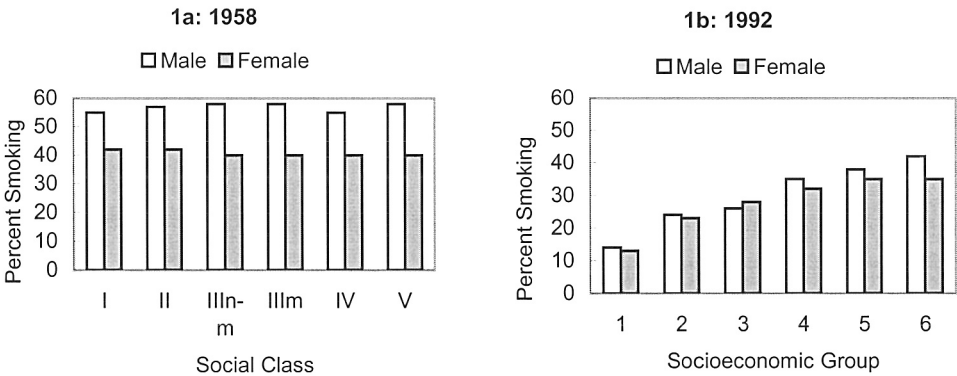 1a: 1958
Male Female
Percent Smoking
60
50
40
30
20
10
0
I II IIIn- IIIm IV V
m
Social Class
1b: 1992
Male Female
Percent Smoking
60
50
40
30
20
10
0
1 2 3 4 5 6
Socioeconomic Group